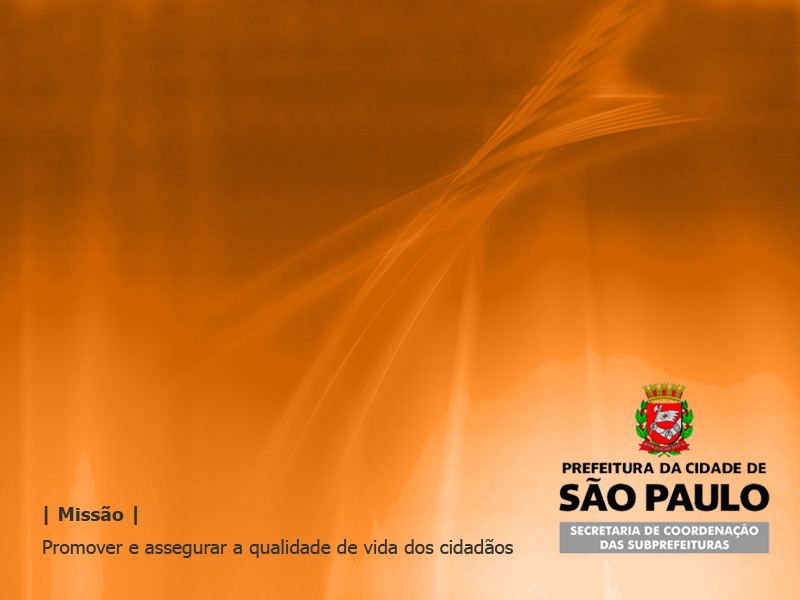 | Missão |
Promover e assegurar a qualidade de vida dos cidadãos
PREFEITURA DA CIDADE DE
SÃO PAULO
SECRETARIA DE COORDENAÇÃO
DAS SUBPREFEITURAS